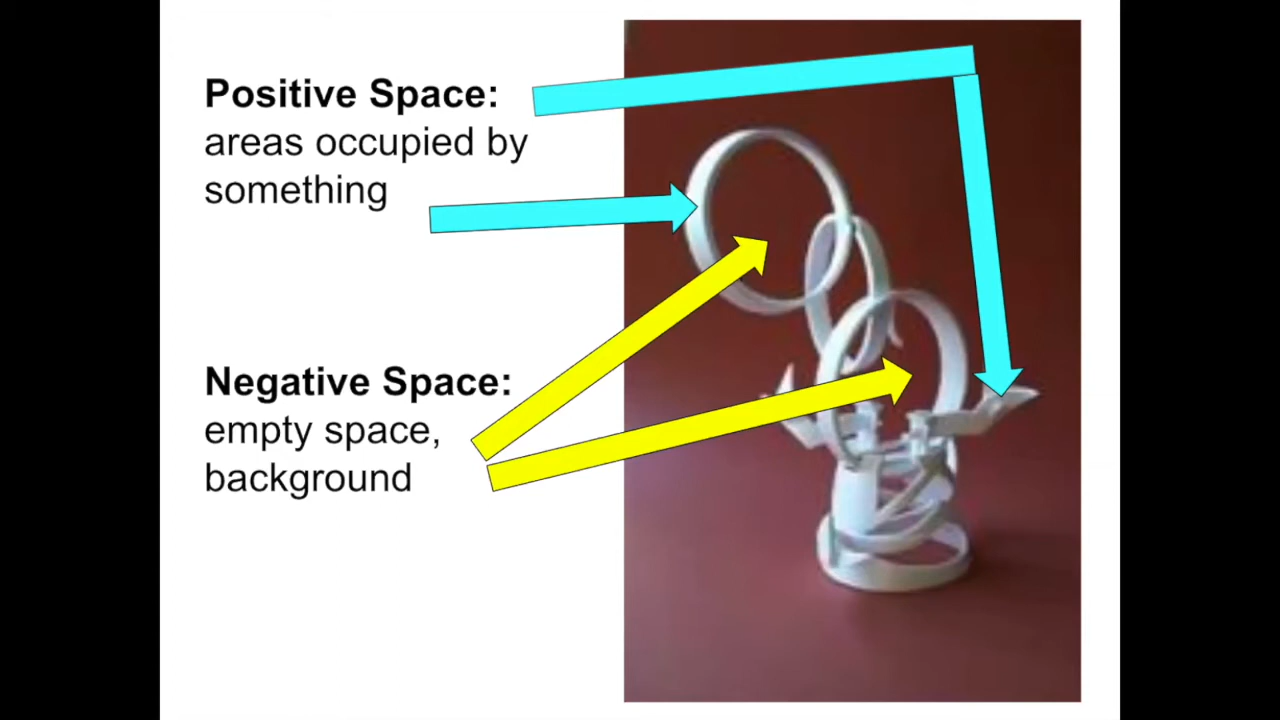 Positive Space:
areas occupied by
something
Negative Space:
empty space,
background